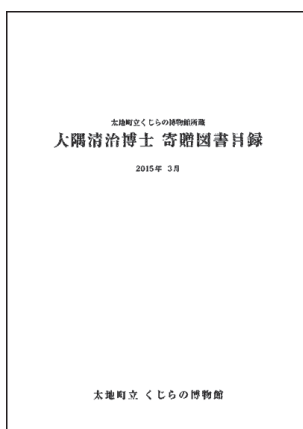 太地町立くじらの博物館所蔵
大隅清治博士 寄贈図書目録
2015年 3月
太地町立 くじらの博物館